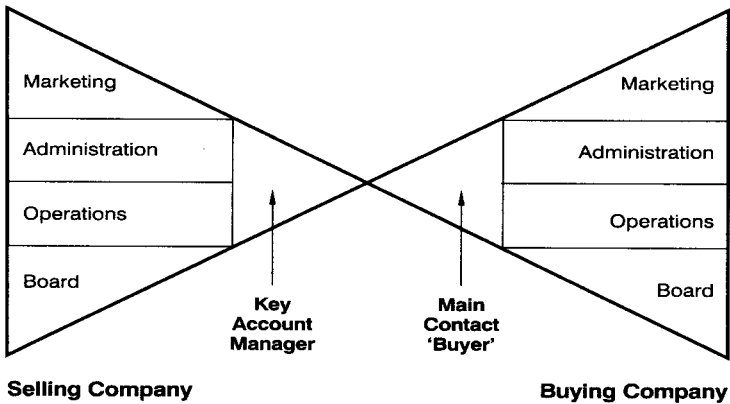 Marketing
Marketing
Administration
Administration
Operations
Operations
Board
Board
Key
Account
Manager
Main
Contact
'Buyer'
Selling Company
Buying Company